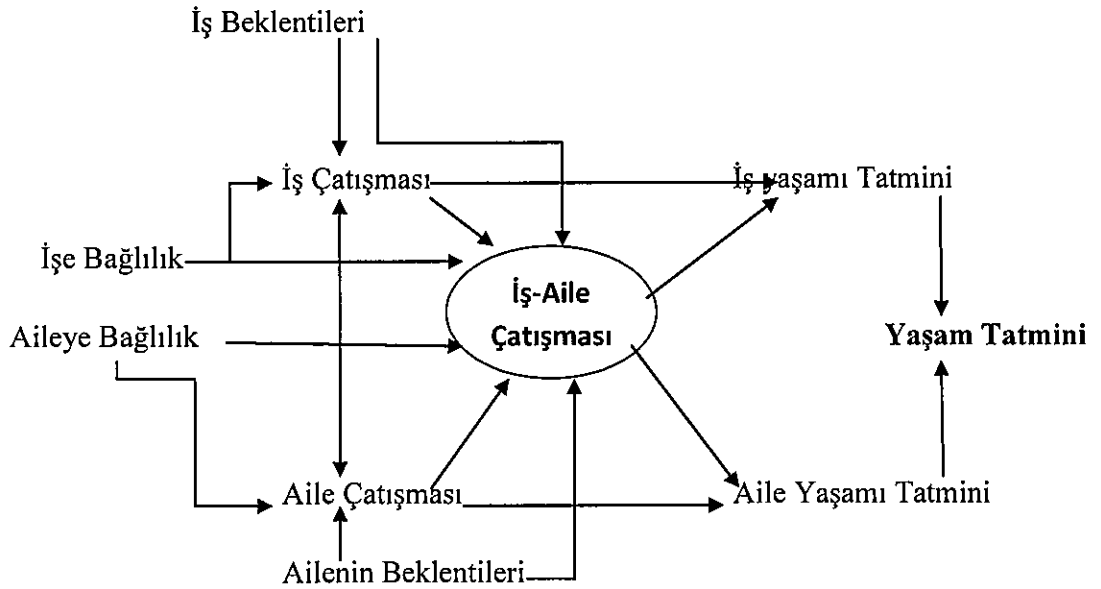 İş Beklentileri
İş Çatışması
İş yaşamı Tatmini
İşe Bağlılık
İş-Aile
Çatışması
Aileye Bağlılık
Yaşam Tatmini
Aile Çatışması
Aile Yaşamı Tatmini
Ailenin Beklentileri